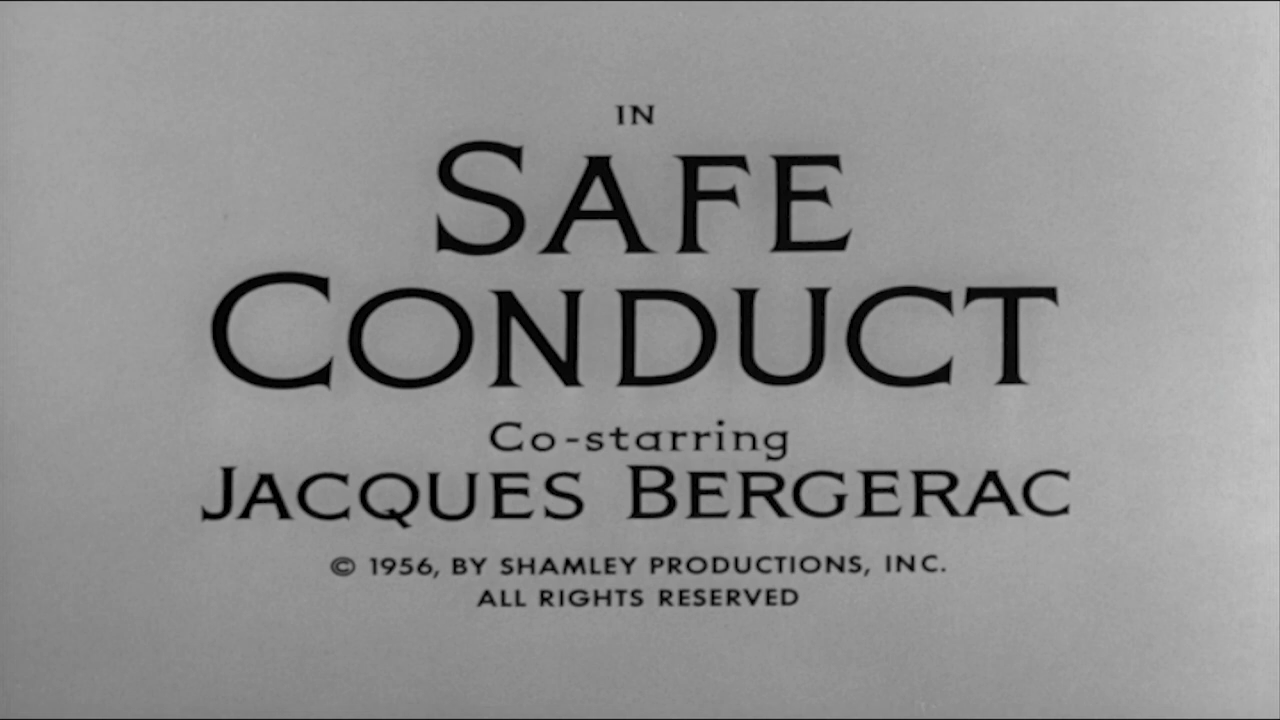 IN
SAFE
CONDUCT
Co-starring
JACQUES BERGERAC
© 1956, BY SHAMLEY PRODUCTIONS, INC.
ALL RIGHTS RESERVED